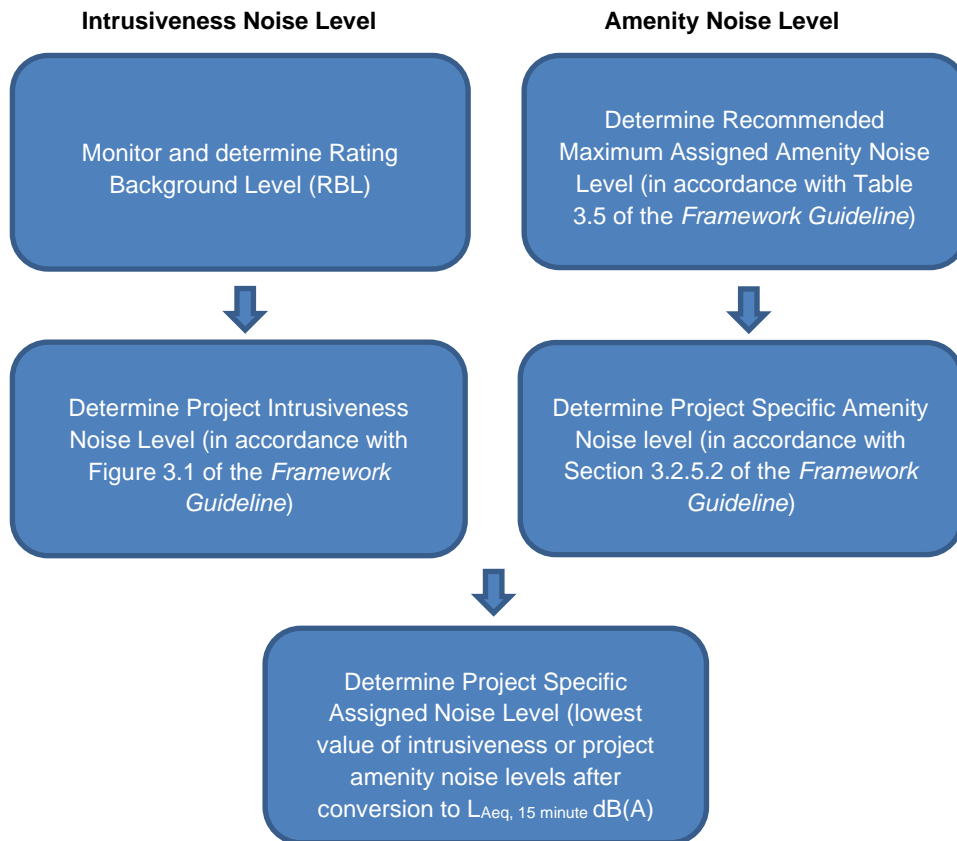 Intrusiveness Noise Level
Amenity Noise Level
Monitor and determine Rating
Background Level (RBL)
Determine Recommended
Maximum Assigned Amenity Noise
Level (in accordance with Table
3.5 of the Framework Guideline)
Determine Project Intrusiveness
Noise Level (in accordance with
Figure 3.1 of the Framework
Guideline)
Determine Project Specific Amenity
Noise level (in accordance with
Section 3.2.5.2 of the Framework
Guideline)
Determine Project Specific
Assigned Noise Level (lowest
value of intrusiveness or project
amenity noise levels after
conversion to LAeq, 15 minute dB(A)